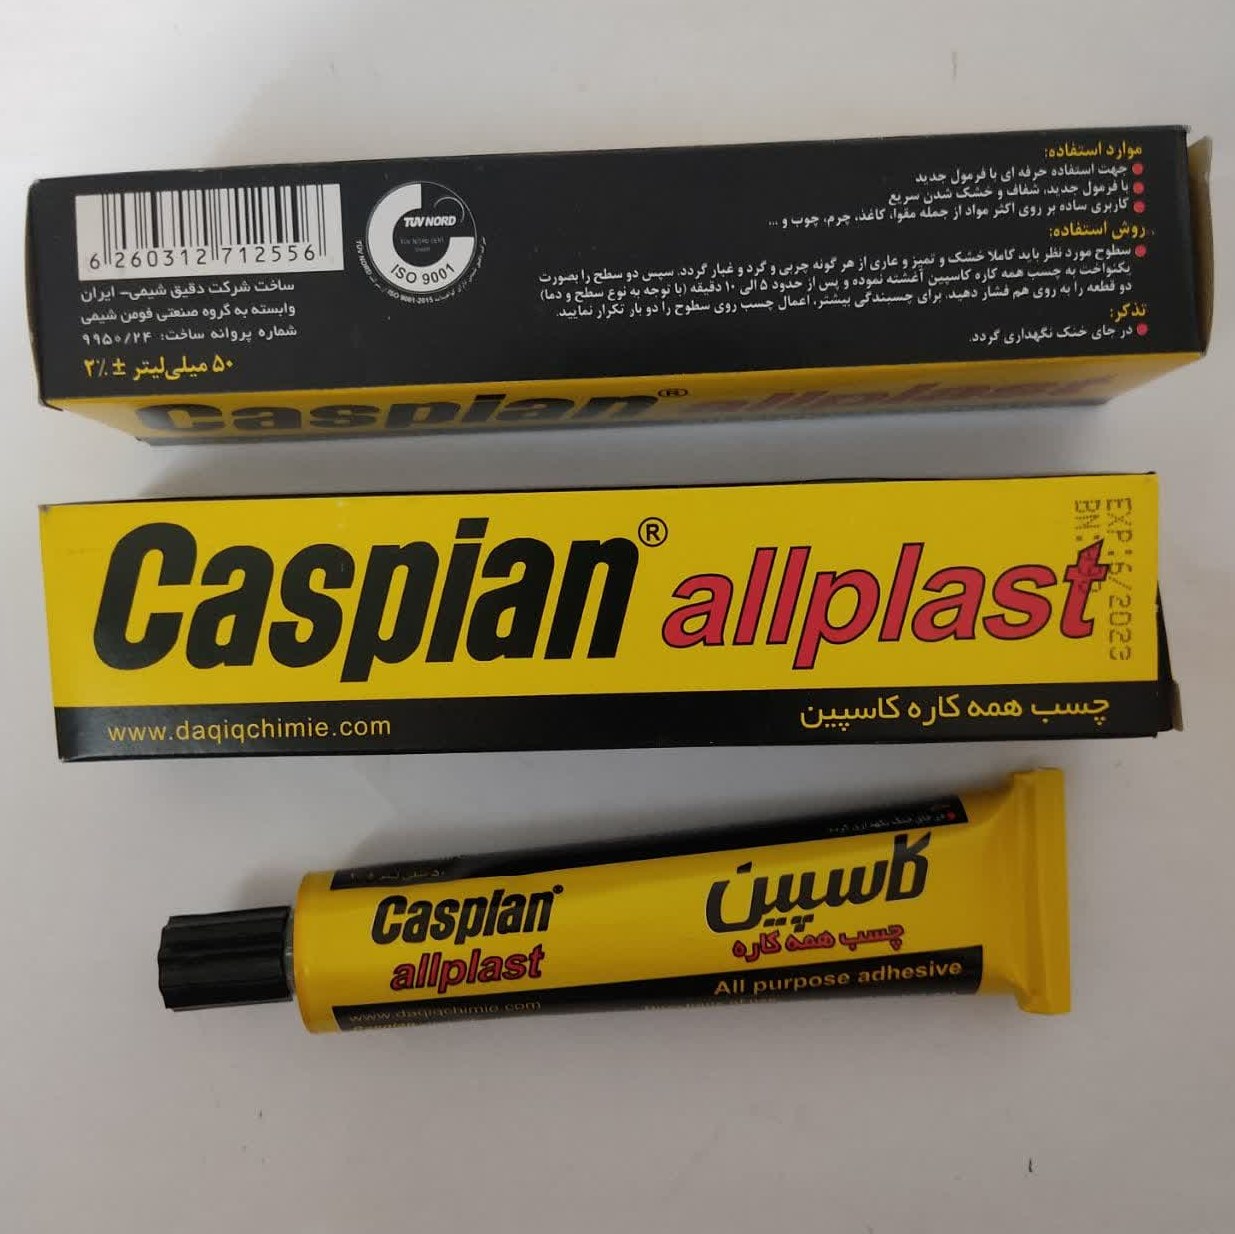 موارد استفاده:
جهت استفاده حرفه ای با فرمول جدید
با فرمول جدید، شفاف و خشک شدن سریع
کاربری ساده بر روی اکثر مواد از جمله مقوا، کاغذ، چرم، چوب و ...
روش استفاده:
سطوح مورد نظر باید کاملا خشک و تمیز و عاری از هر گونه چربی و گرد و غبار گردد. سپس دو سطح را بصورت
یکنواخت به چسب همه کاره کاسپین آغشته نموده و پس از حدود ۵ الی ۱۰ دقیقه (با توجه به نوع سطح و دما)
دو قطعه را به روی هم فشار دهید. برای چسبندگی بیشتر، اعمال چسب روی سطوح را دو بار تکرار نمایید.
تذکر:
در جای خنک نگهداری گردد.
6 260312 712556
TUV NORD
ISO 9001
ساخت شرکت دقیق شیمی- ایران
وابسته به گروه صنعتی فومن شیمی
شماره پروانه ساخت: ۹۹۵۰/۲۴
۵۰ میلی‌لیتر ± ۲٪
Caspian® allplast
Caspian® allplast
EXP.:6/2023
BN:
www.daqiqchimie.com
چسب همه کاره کاسپین
در جای خنک نگهداری گردد
Caspian
allplast
کاسپین
چسب همه کاره
All purpose adhesive
www.daqiqchimie.com